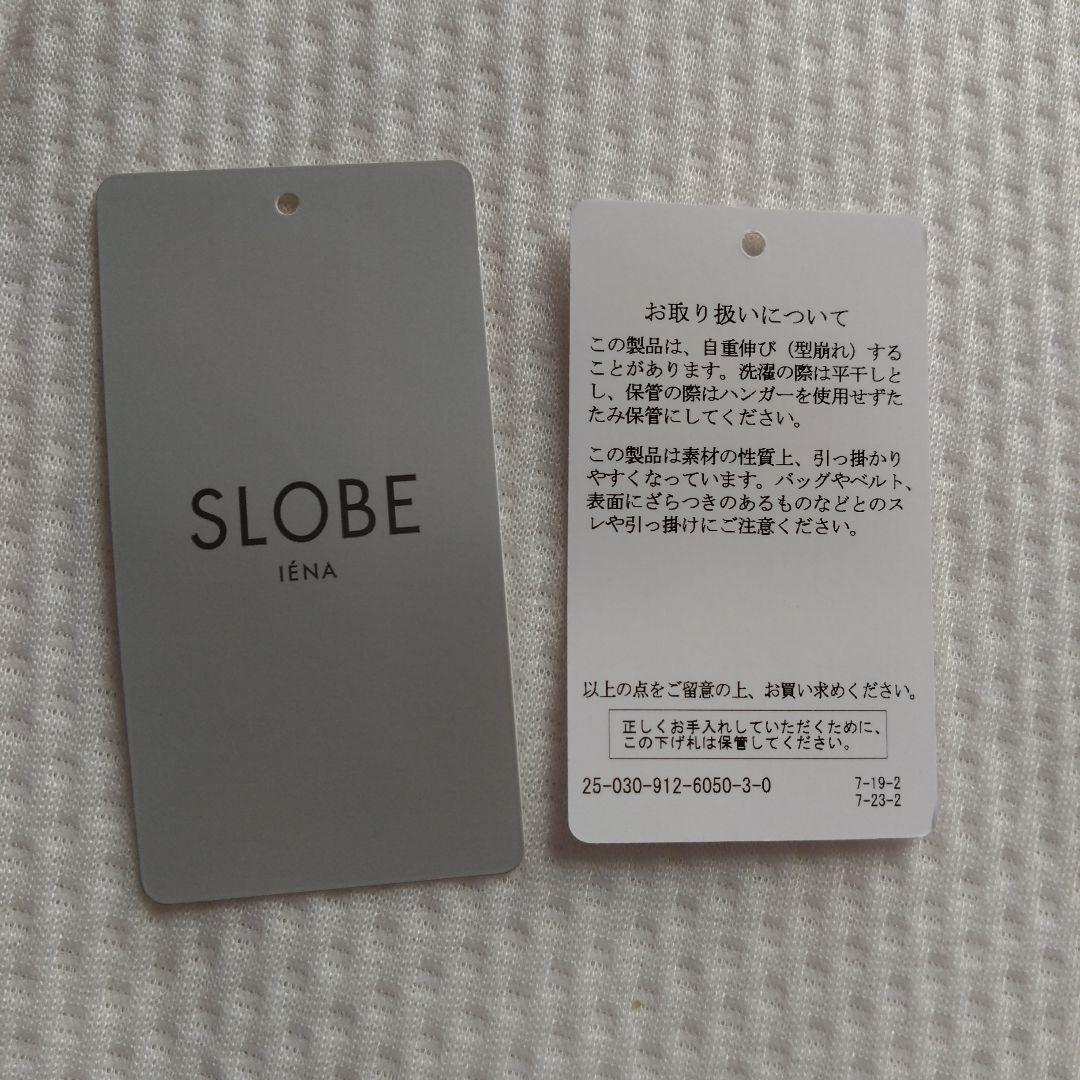 SLOBE
IÉNA
お取り扱いについて
この製品は、自重伸び（型崩れ）する
ことがあります。洗濯の際は平干しと
し、保管の際はハンガーを使用せずた
たみ保管にしてください。
この製品は素材の性質上、引っ掛かり
やすくなっています。バッグやベルト、
表面にざらつきのあるものなどとのス
レや引っ掛けにご注意ください。
以上の点をご留意の上、お買い求めください。
正しくお手入れしていただくために、
この下げ札は保管してください。
25-030-912-6050-3-0
7-19-2
7-23-2